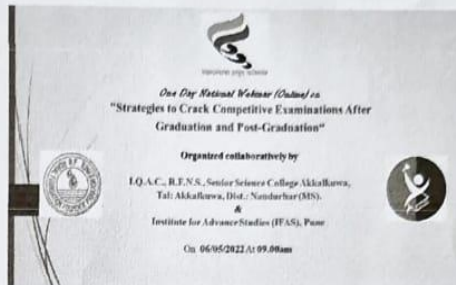 One Day National Webinar (Online) on
"Strategies to Crack Competitive Examinations After
Graduation and Post-Graduation"
Organized collaboratively by
I.Q.A.C., R.F.N.S., Senior Science College Akkalkuwa,
Tal: Akkalkuwa, Dist.: Nandurbar (MS).
&
Institute for Advance Studies (IFAS), Pune
On 06/05/2022 At 09.00am